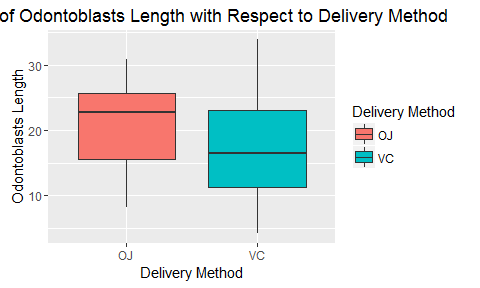 of Odontoblasts Length with Respect to Delivery Method
Odontoblasts Length
30
20
10
OJ
VC
Delivery Method
Delivery Method
OJ
VC